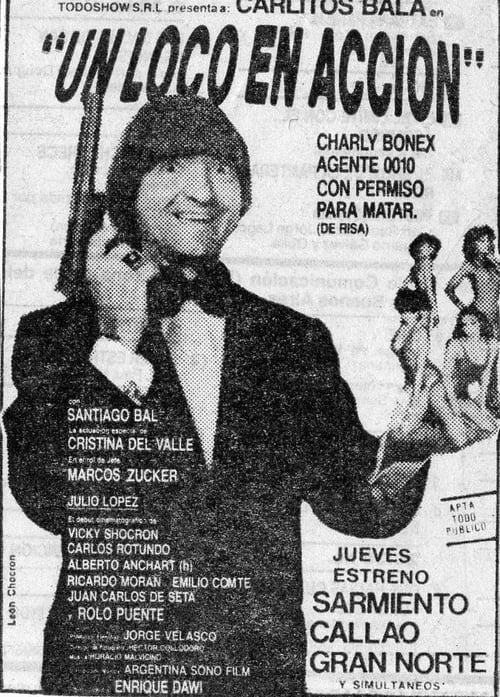 TODOSHOW S.R.L presenta a: CARLITOS BALA en
"UN LOCO EN ACCION"
CHARLY BONEX
AGENTE 0010
CON PERMISO
PARA MATAR.
(DE RISA)
con
SANTIAGO BAL
La actuación especial de
CRISTINA DEL VALLE
En el rol de Jefe
MARCOS ZUCKER
JULIO LOPEZ
El debut cinematográfico de
VICKY SHOCRON
CARLOS ROTUNDO
ALBERTO ANCHART (h)
RICARDO MORAN EMILIO COMTE
JUAN CARLOS DE SETA
y ROLO PUENTE
JORGE VELASCO
HECTOR COLLODORO
HORACIO MALVICINO
ARGENTINA SONO FILM
ENRIQUE DAWI
León Chocron
APTA
TODO
PUBLICO
JUEVES
ESTRENO
SARMIENTO
CALLAO
GRAN NORTE
Y SIMULTANEOS